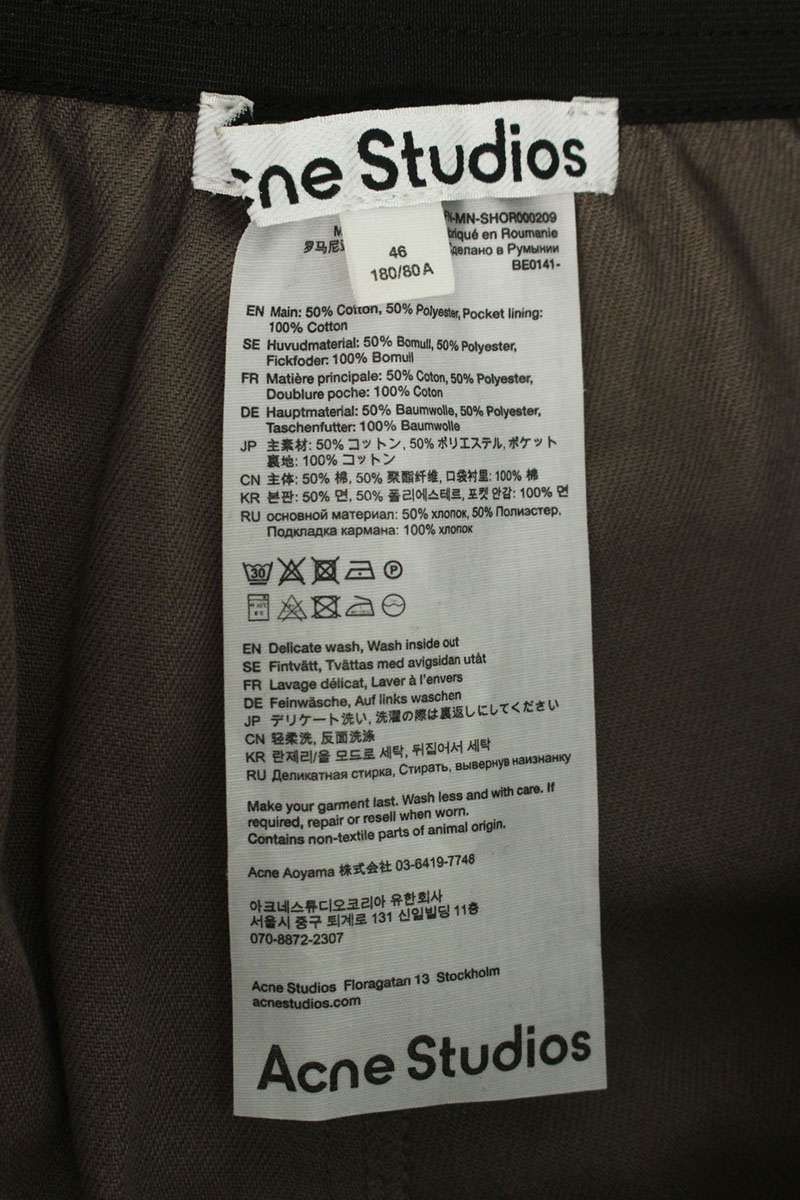 Acne Studios
46
180/80A
-MN-SHOR000209
en Roumanie
в Румынии
BE0141-
EN Main: 50% Cotton, 50% Polyester, Pocket lining:
100% Cotton
SE Huvudmaterial: 50% Bomull, 50% Polyester,
Fickfoder: 100% Bomull
FR Matière principale: 50% Coton, 50% Polyester,
Doublure poche: 100% Coton
DE Hauptmaterial: 50% Baumwolle, 50% Polyester,
Taschenfutter: 100% Baumwolle
JP 主素材: 50% コットン, 50% ポリエステル, ポケット
裏地: 100% コットン
CN 主体: 50% 棉, 50% 聚酯纤维, 口袋衬里: 100% 棉
KR 본판: 50% 면, 50% 폴리에스테르, 포켓 안감: 100% 면
RU основной материал: 50% хлопок, 50% Полиэстер.
Подкладка кармана: 100% хлопок
30 P
EN Delicate wash, Wash inside out
SE Fintvätt, Tvättas med avigsidan utåt
FR Lavage délicat, Laver à l'envers
DE Feinwäsche, Auf links waschen
JP デリケート洗い, 洗濯の際は裏返しにしてください
CN 轻柔洗, 反面洗涤
KR 란제리/울 모드로 세탁, 뒤집어서 세탁
RU Деликатная стирка, Стирать, вывернув наизнанку
Make your garment last. Wash less and with care. If
required, repair or resell when worn.
Contains non-textile parts of animal origin.
Acne Aoyama 株式会社 03-6419-7748
아크네스튜디오코리아 유한회사
서울시 중구 퇴계로 131 신일빌딩 11층
070-8872-2307
Acne Studios Floragatan 13 Stockholm
acnestudios.com
Acne Studios